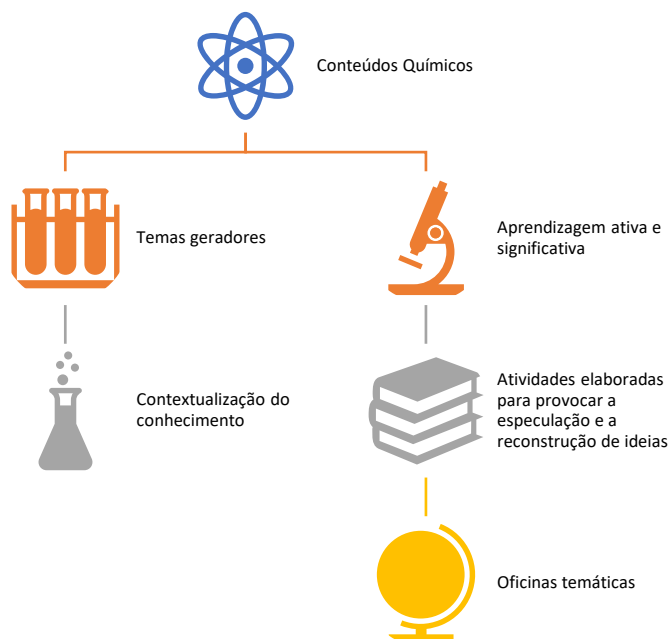 Conteúdos Químicos
Temas geradores
Aprendizagem ativa e
significativa
Contextualização do
conhecimento
Atividades elaboradas
para provocar a
especulação e a
reconstrução de ideias
Oficinas temáticas